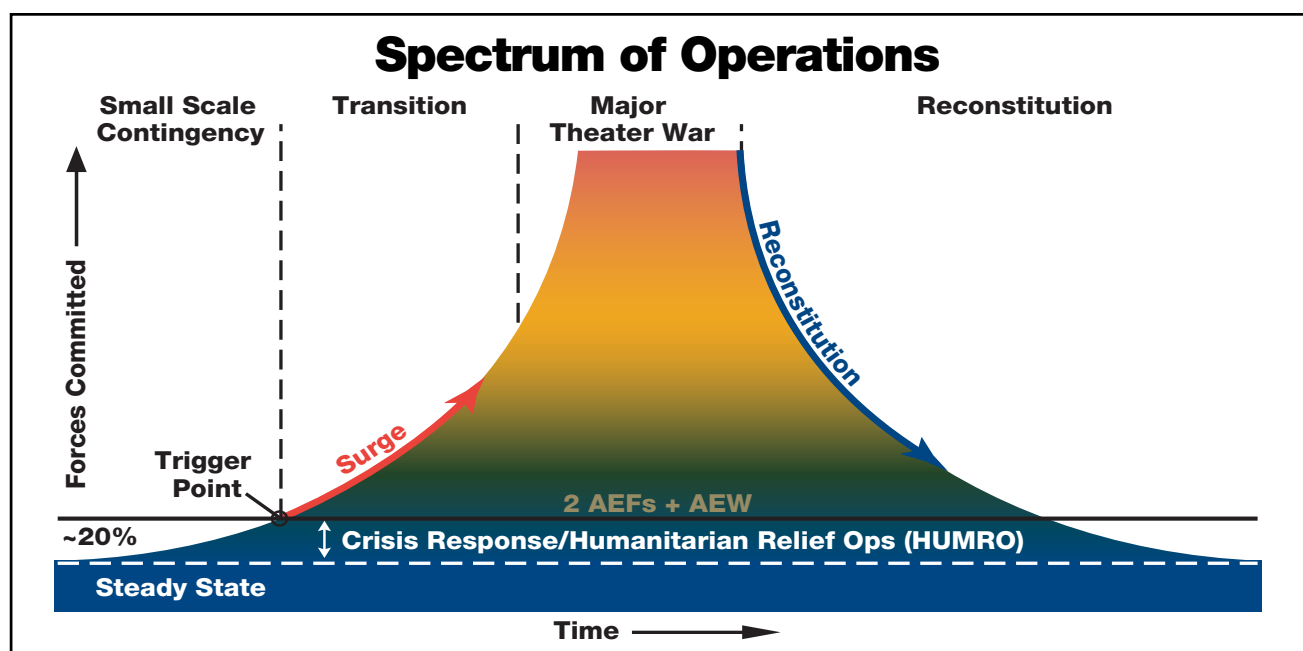 Spectrum of Operations
Small Scale
Contingency
Transition
Major
Theater War
Reconstitution
Forces Committed
Reconstitution
Surge
Trigger
Point
2 AEFs + AEW
~20%
Crisis Response/Humanitarian Relief Ops (HUMRO)
Steady State
Time